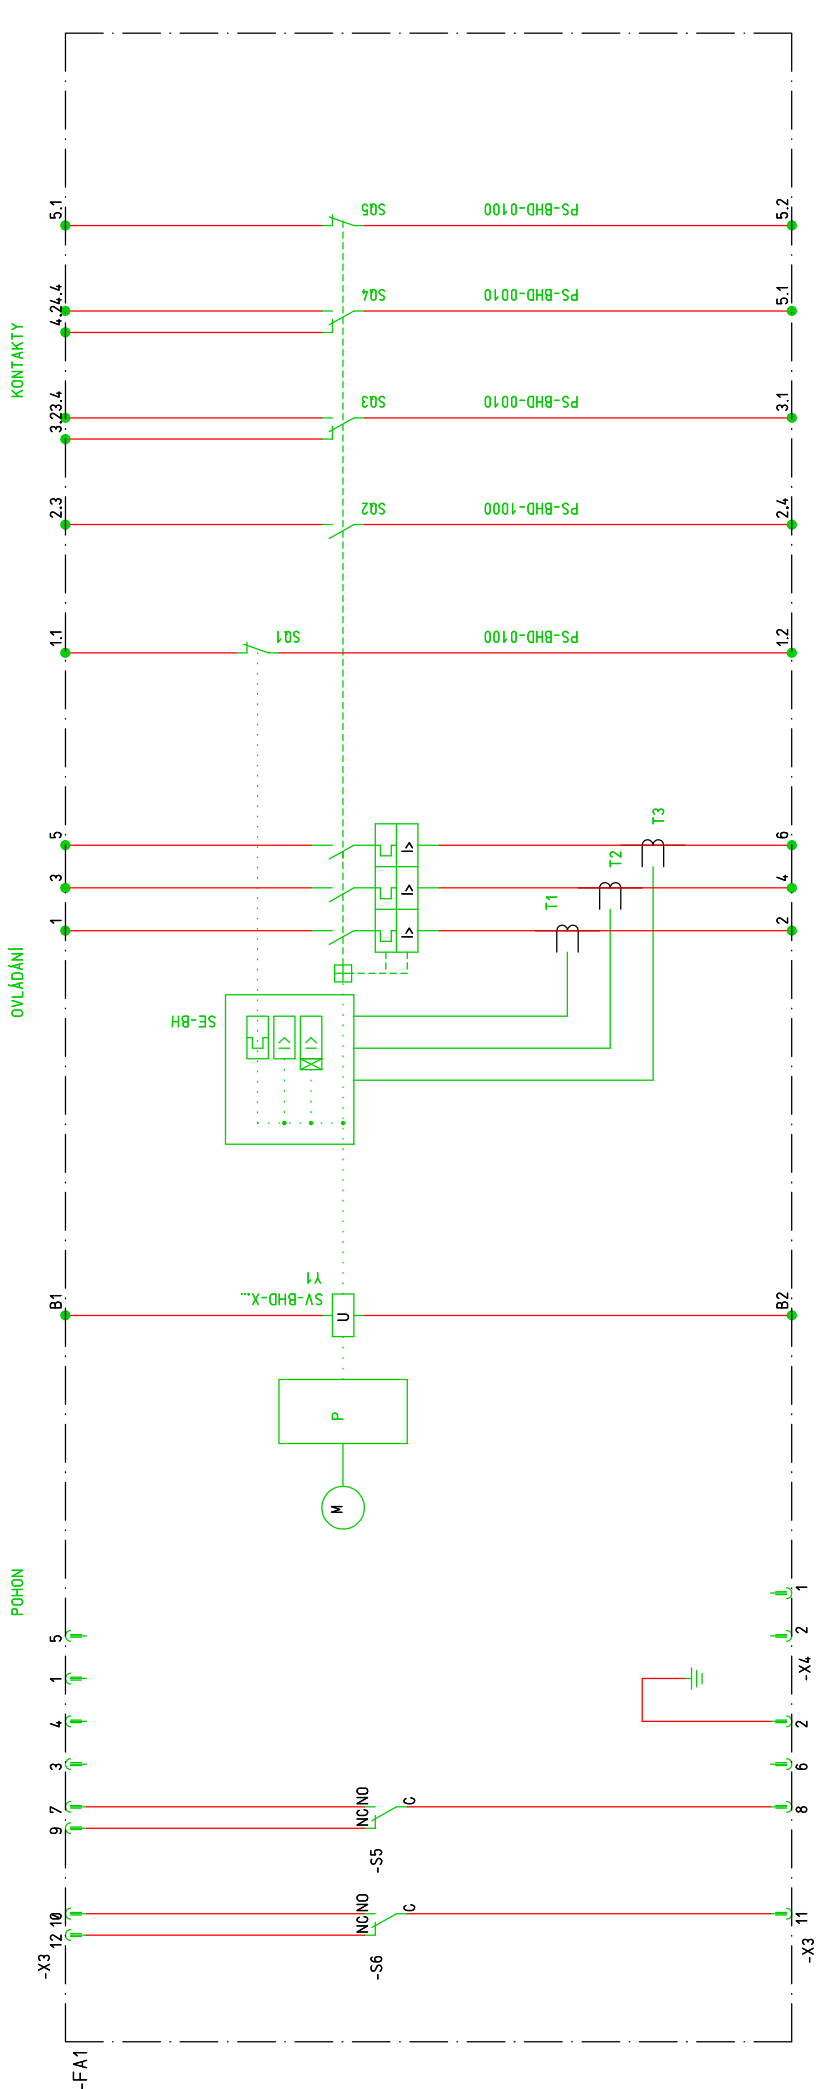 KONTAKTY
5.1
SQ5
PS-BHD-0100
5.2
4.2
4.4
SQ4
PS-BHD-0010
5.1
3.2
3.4
SQ3
PS-BHD-0010
3.1
2.3
SQ2
PS-BHD-1000
2.4
1.1
SQ1
PS-BHD-0100
1.2
OVLÁDÁNÍ
5
I>
T3
6
3
I>
T2
4
1
I>
T1
2
SE-BH
I>
I>
B1
Y1
SV-BHD-X...
U
B2
P
M
POHON
1
5
2
-X4
1
4
2
3
6
7
9
NC
NO
C
8
-S5
10
12
NC
NO
C
11
-S6
-X3
-X3
-FA1